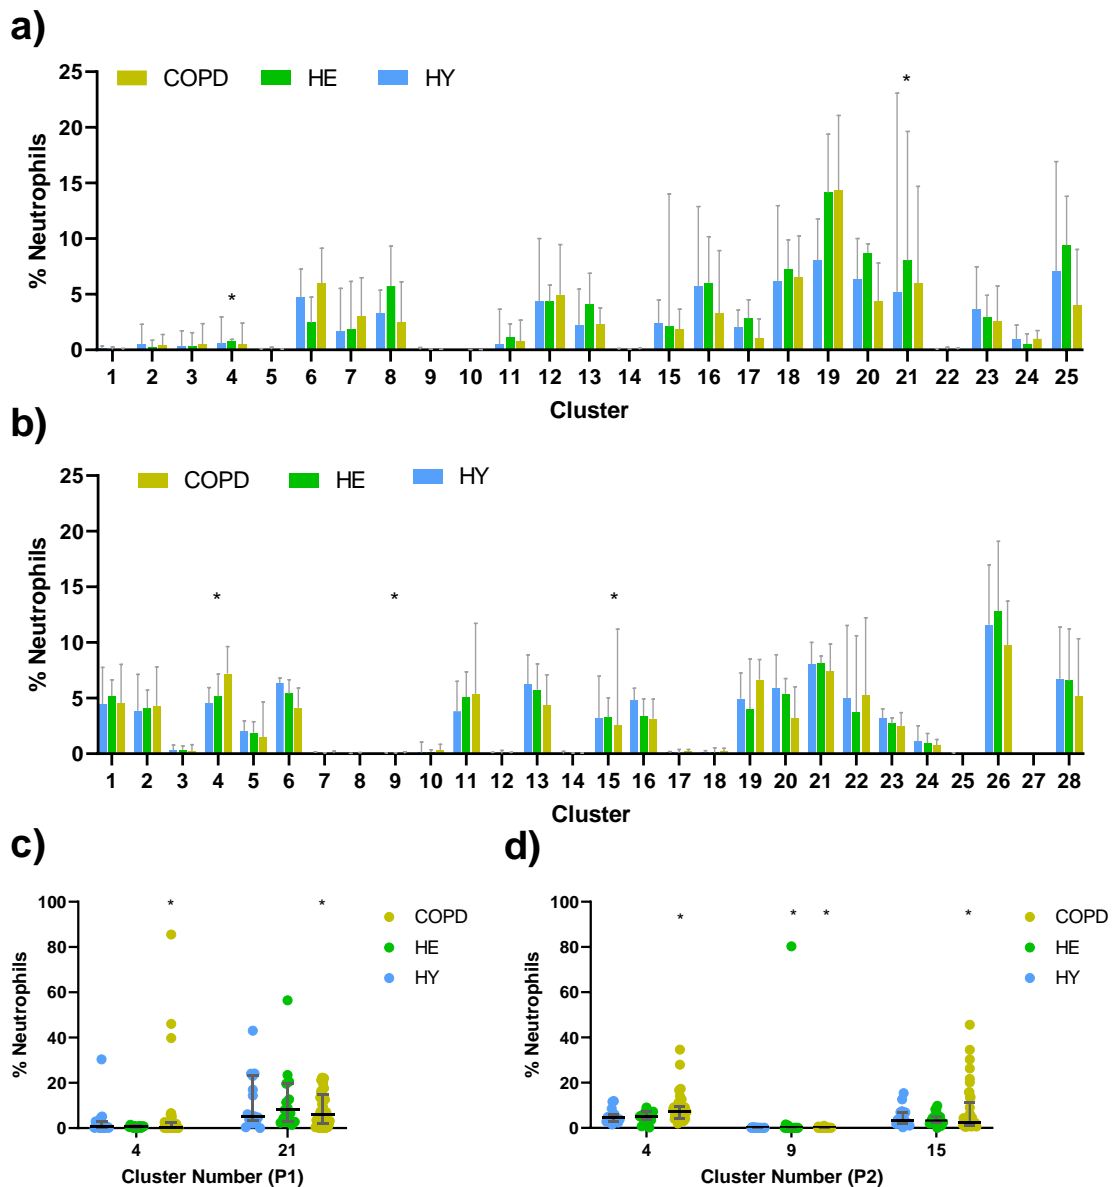 a)
COPD HE HY
% Neutrophils
25
20
15
10
5
0
*
*
1 2 3 4 5 6 7 8 9 10 11 12 13 14 15 16 17 18 19 20 21 22 23 24 25
Cluster
b)
COPD HE HY
% Neutrophils
25
20
15
10
5
0
* * *
1 2 3 4 5 6 7 8 9 10 11 12 13 14 15 16 17 18 19 20 21 22 23 24 25 26 27 28
Cluster
c)
% Neutrophils
100
80
60
40
20
0
* *
COPD
HE
HY
4 21
Cluster Number (P1)
d)
% Neutrophils
100
80
60
40
20
0
* * * *
COPD
HE
HY
4 9 15
Cluster Number (P2)